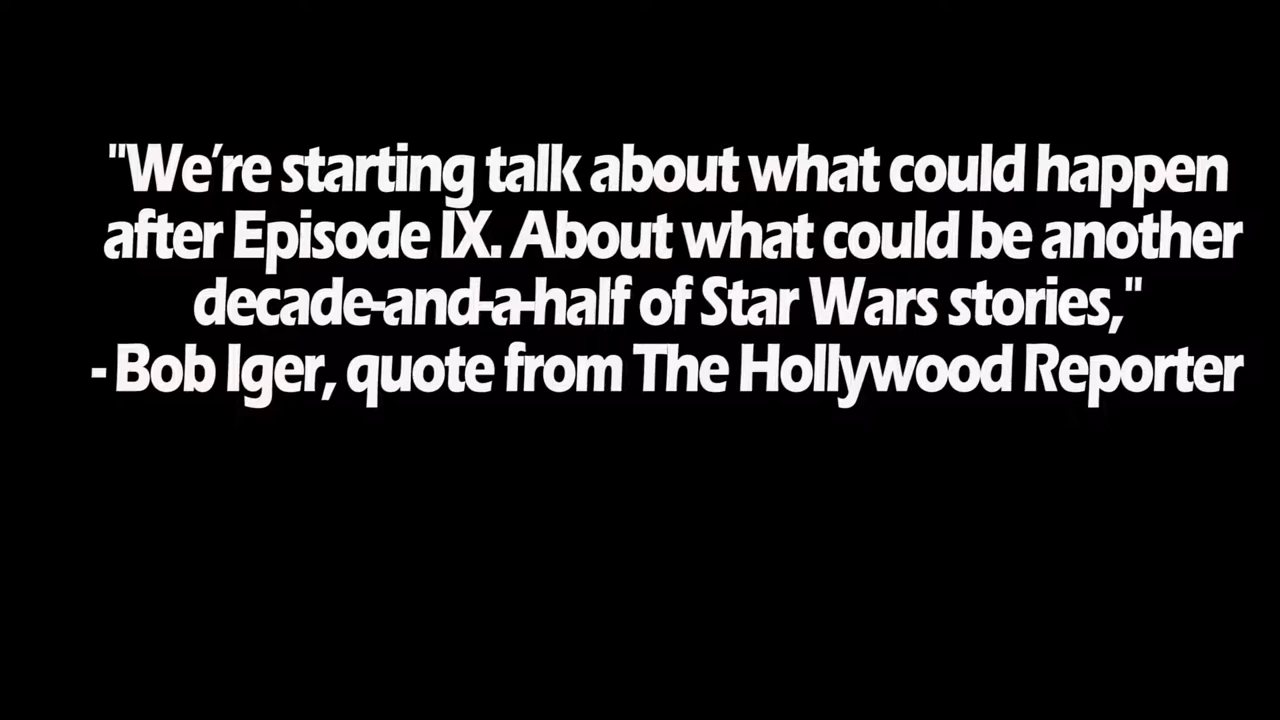 "We're starting talk about what could happen
after Episode IX. About what could be another
decade-and-a-half of Star Wars stories,"
- Bob Iger, quote from The Hollywood Reporter